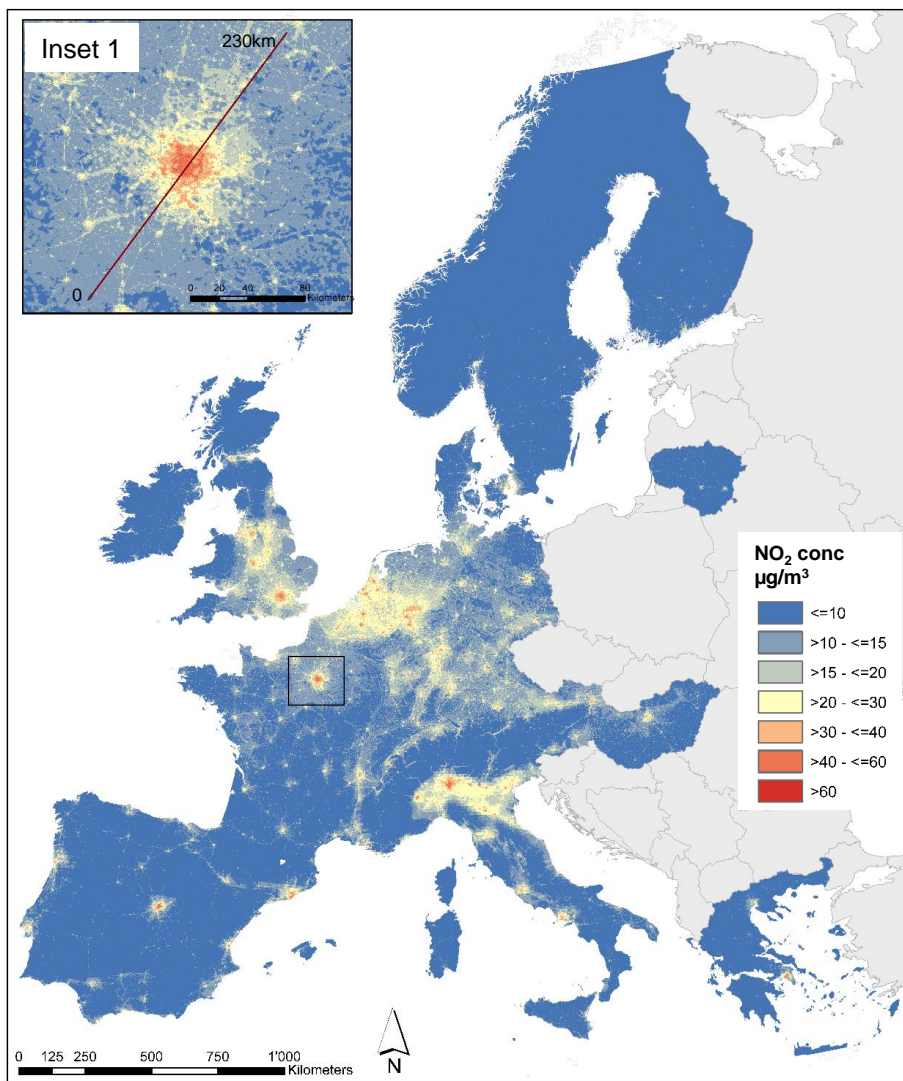 Inset 1
230km
0
0 20 40 80
Kilometers
NO₂ conc
µg/m³
<=10
>10 - <=15
>15 - <=20
>20 - <=30
>30 - <=40
>40 - <=60
>60
N
0 125 250 500 750 1'000
Kilometers